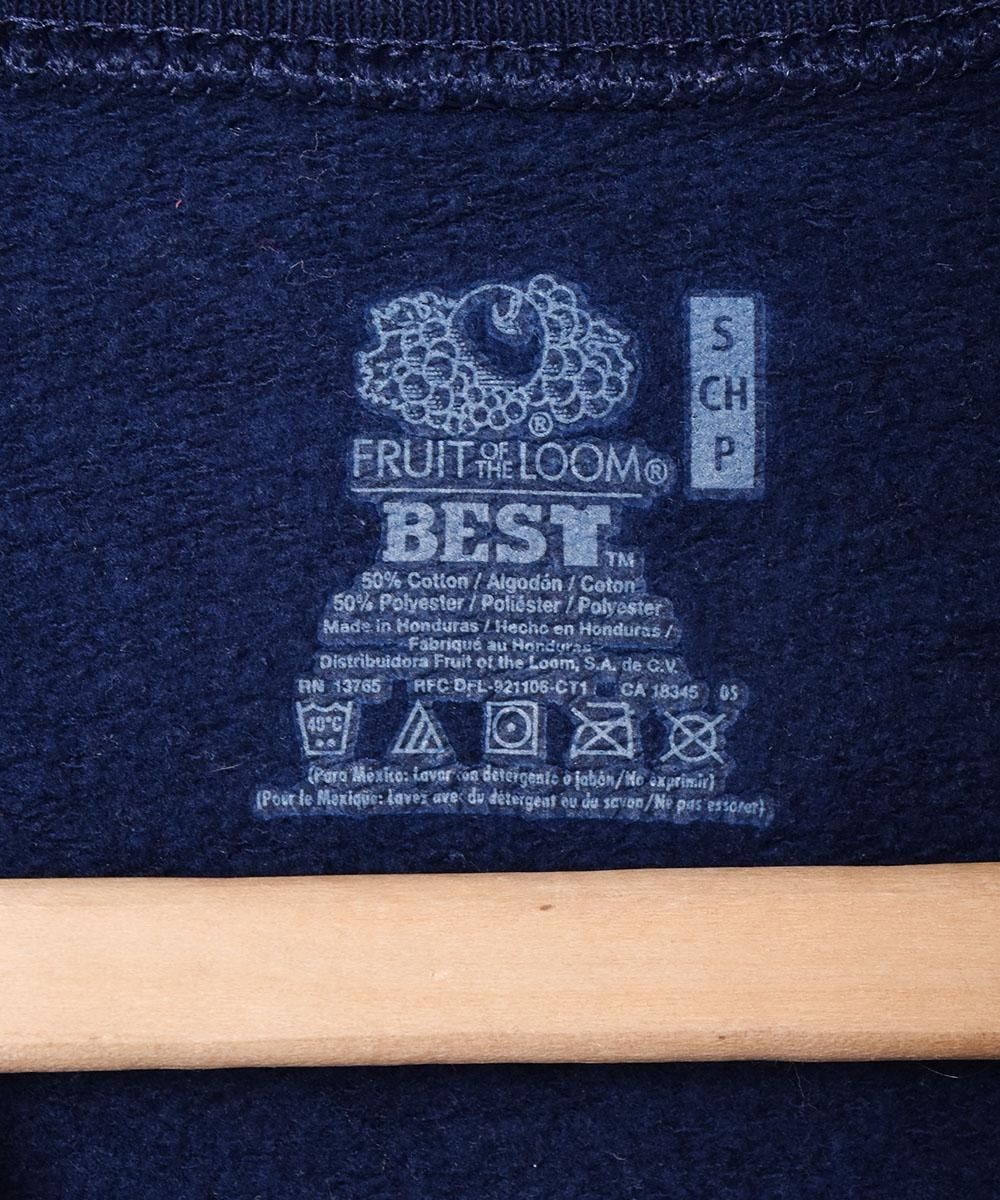 FRUIT OF THE LOOM®
BEST™
S
CH
P
50% Cotton / Algodón / Coton
50% Polyester / Poliéster / Polyester
Made in Honduras / Hecho en Honduras /
Fabriqué au Honduras
Distribuidora Fruit of the Loom, S.A. de C.V.
RN 13765 RFC DFL-921106-CT1 CA 18345 05
40°C
(Para México: Lavar con detergente o jabón/No exprimir)
(Pour le Mexique: Lavez avec du détergent ou du savon/Ne pas essorer)